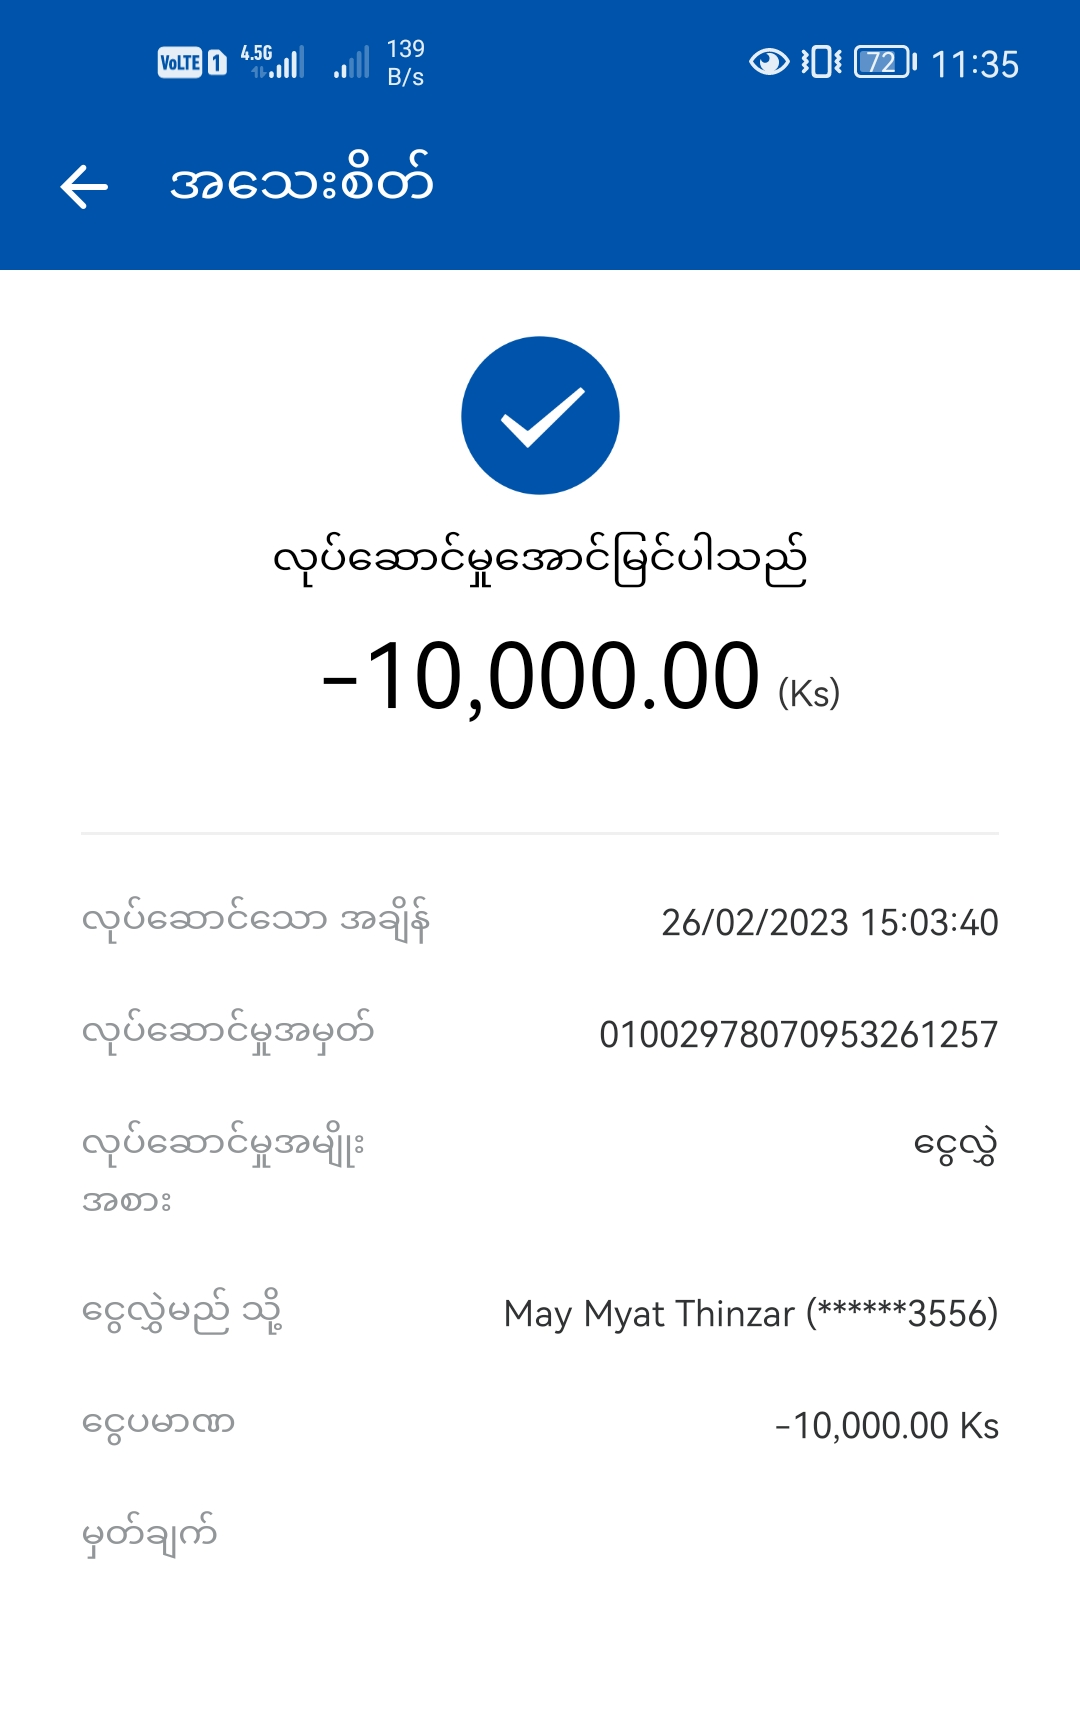 VoLTE 1 4.5G 139 B/s 72 11:35
အသေးစိတ်
လုပ်ဆောင်မှုအောင်မြင်ပါသည်
-10,000.00 (Ks)
လုပ်ဆောင်သော အချိန် 26/02/2023 15:03:40
လုပ်ဆောင်မှုအမှတ် 01002978070953261257
လုပ်ဆောင်မှုအမျိုး ငွေလွှဲ
အစား
ငွေလွှဲမည် သို့ May Myat Thinzar (******3556)
ငွေပမာဏ -10,000.00 Ks
မှတ်ချက်